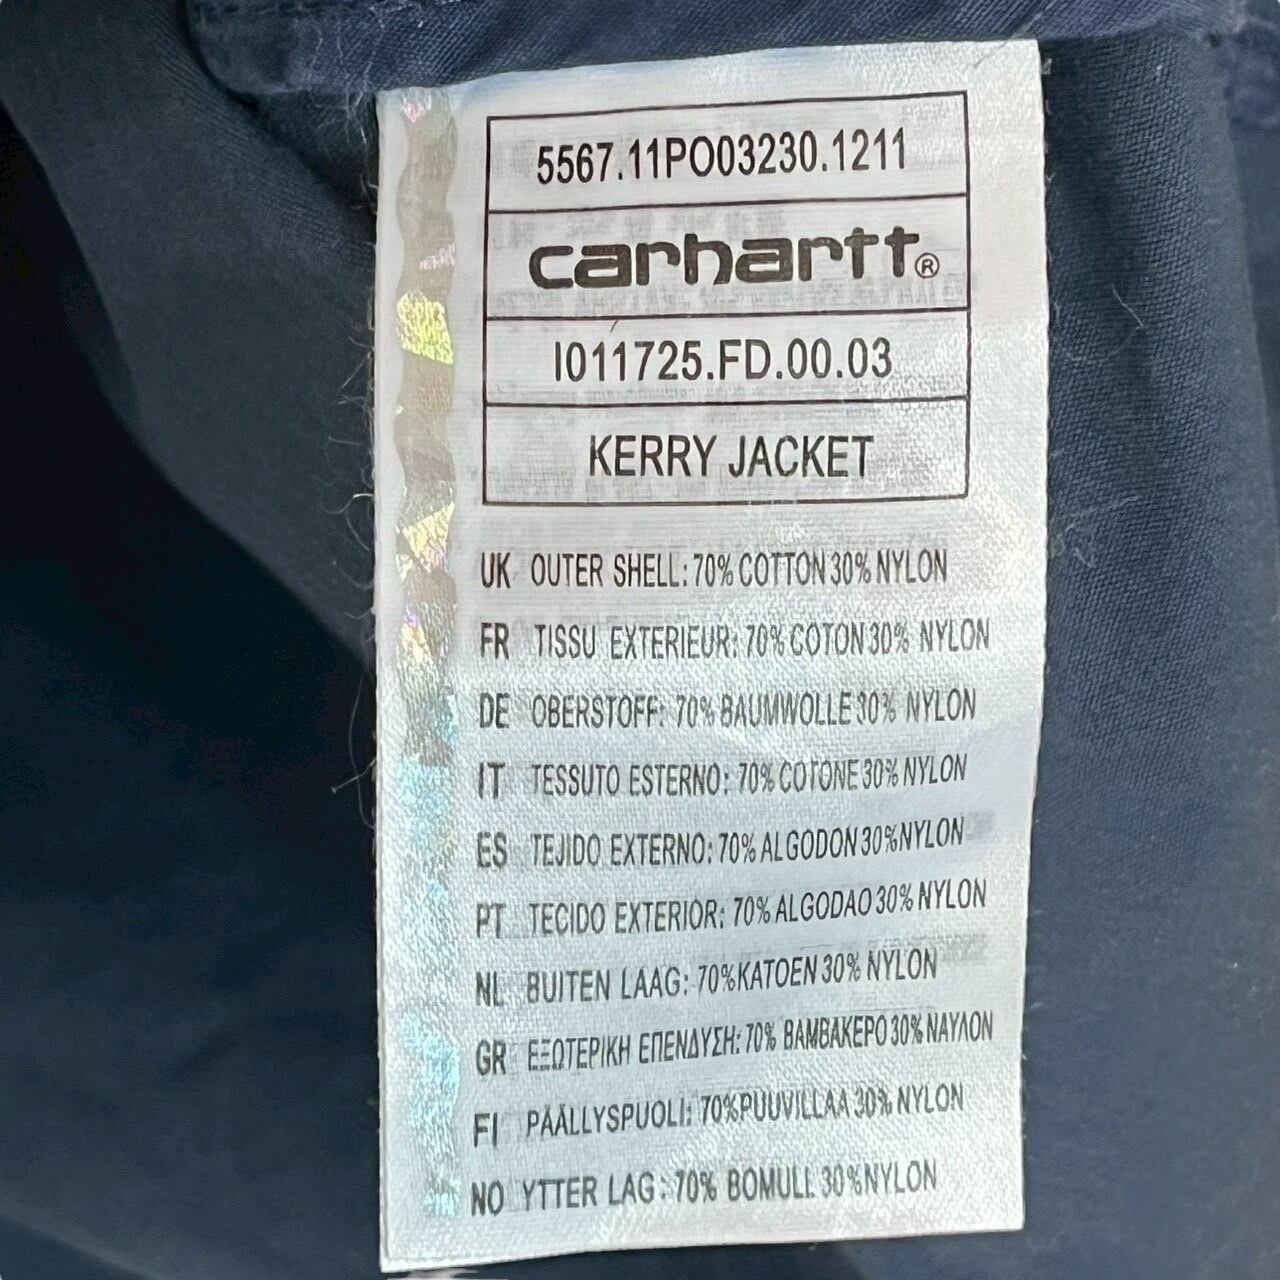 5567.11PO03230.1211
carhartt®
I011725.FD.00.03
KERRY JACKET
UK OUTER SHELL: 70% COTTON 30% NYLON
FR TISSU EXTERIEUR: 70% COTON 30% NYLON
DE OBERSTOFF: 70% BAUMWOLLE 30% NYLON
IT TESSUTO ESTERNO: 70% COTONE 30% NYLON
ES TEJIDO EXTERNO: 70% ALGODON 30% NYLON
PT TECIDO EXTERIOR: 70% ALGODAO 30% NYLON
NL BUITEN LAAG: 70% KATOEN 30% NYLON
GR ΕΞΩΤΕΡΙΚΗ ΕΠΕΝΔΥΣΗ: 70% ΒΑΜΒΑΚΕΡΟ 30% ΝΑΥΛΟΝ
FI PÄÄLLYSPUOLI: 70% PUUVILLAA 30% NYLON
NO YTTER LAG: 70% BOMULL 30% NYLON